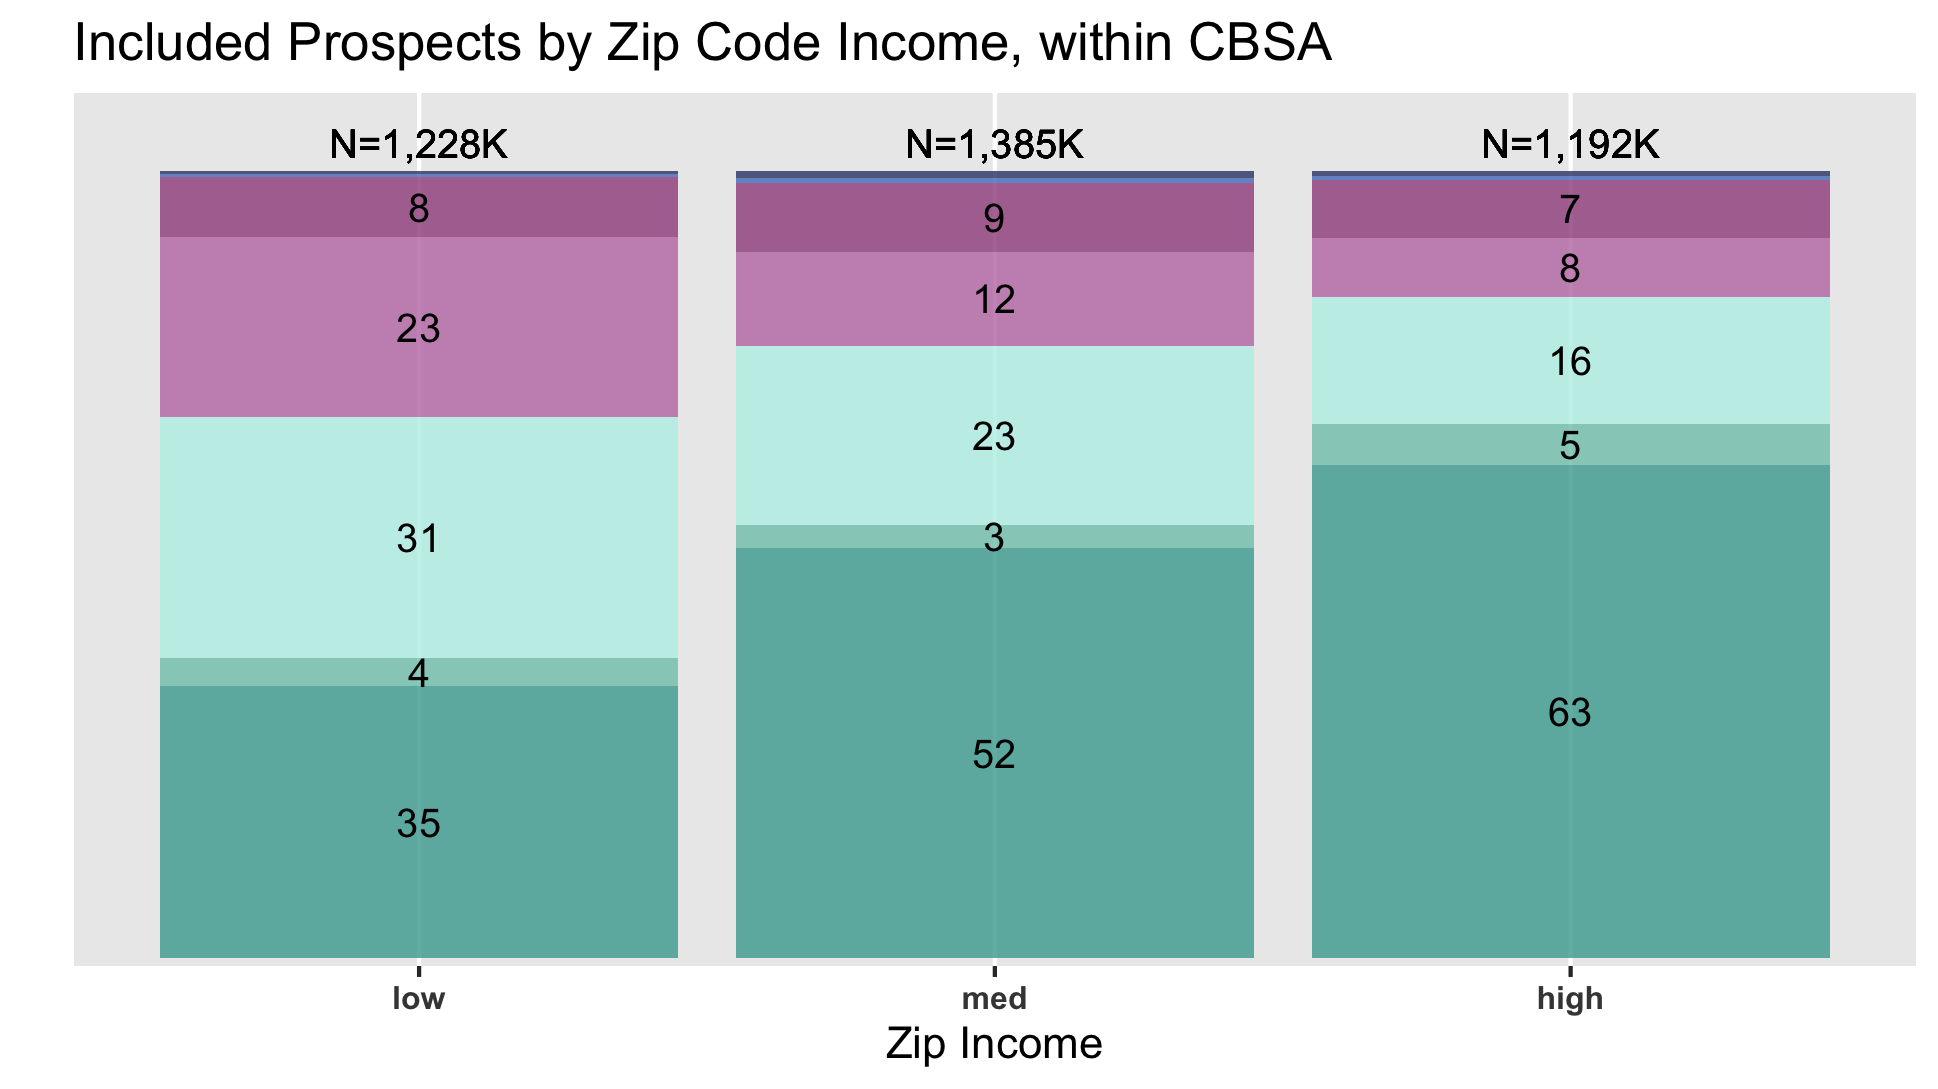 Included Prospects by Zip Code Income, within CBSA
N=1,228K N=1,385K N=1,192K
8 9 7
23 12 8
31 23 16
4 3 5
35 52 63
low med high
Zip Income